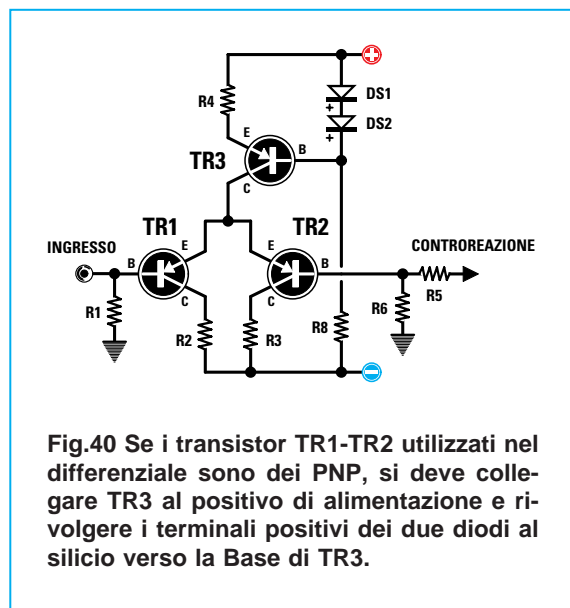 R4
DS1
+
DS2
+
E
TR3
B
C
TR1
TR2
INGRESSO
E
E
CONTROREAZIONE
B
B
C
C
R1
R2
R3
R8
R6
R5
Fig.40 Se i transistor TR1-TR2 utilizzati nel
differenziale sono dei PNP, si deve colle-
gare TR3 al positivo di alimentazione e ri-
volgere i terminali positivi dei due diodi al
silicio verso la Base di TR3.